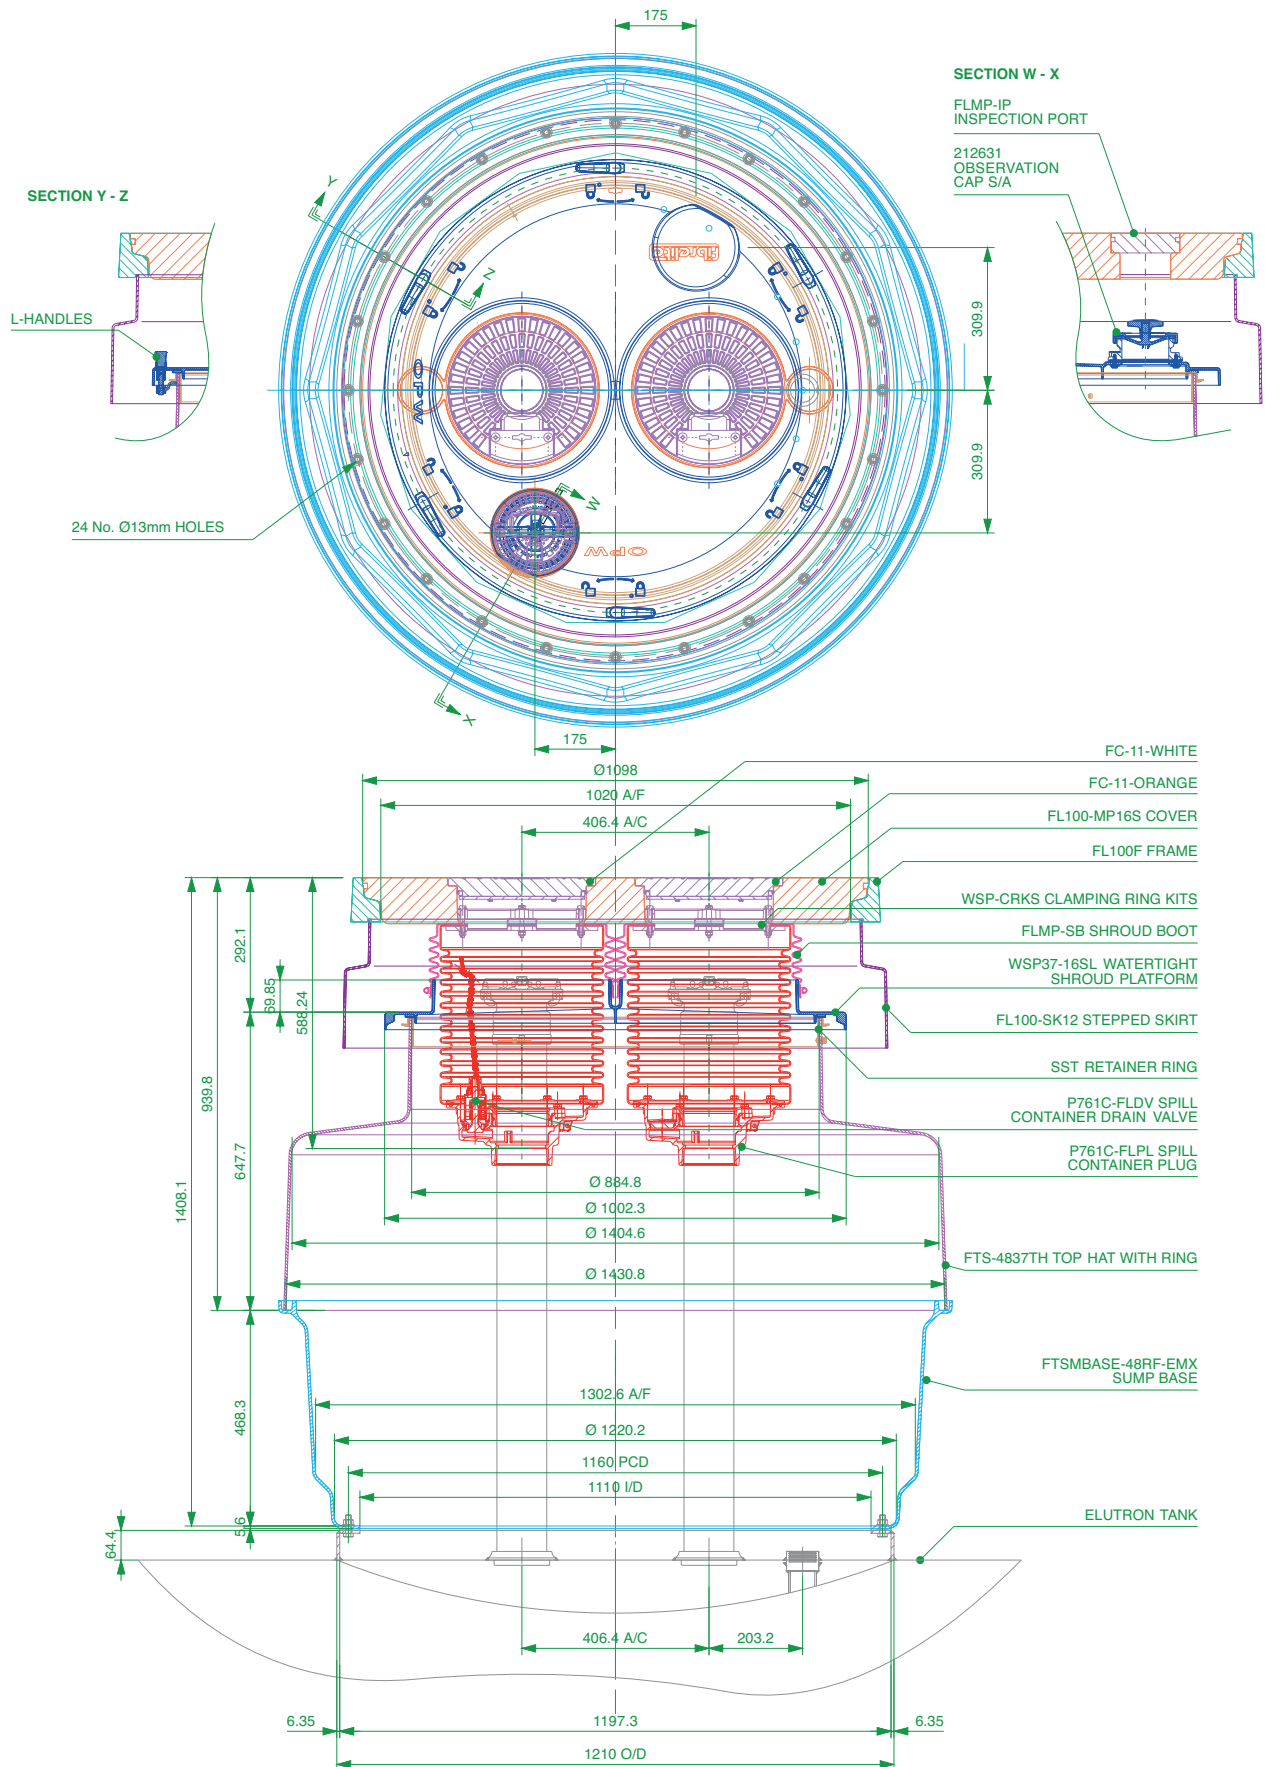 175
SECTION W - X
FLMP-IP
INSPECTION PORT
212631
OBSERVATION
CAP S/A
SECTION Y - Z
Y
Z
fibrelite
L-HANDLES
309.9
OPW
309.9
W
24 No. Ø13mm HOLES
OPW
X
175
FC-11-WHITE
Ø1098
FC-11-ORANGE
1020 A/F
FL100-MP16S COVER
406.4 A/C
FL100F FRAME
WSP-CRKS CLAMPING RING KITS
FLMP-SB SHROUD BOOT
292.1
WSP37-16SL WATERTIGHT
SHROUD PLATFORM
69.85
588.24
FL100-SK12 STEPPED SKIRT
SST RETAINER RING
939.8
P761C-FLDV SPILL
CONTAINER DRAIN VALVE
647.7
P761C-FLPL SPILL
CONTAINER PLUG
1408.1
Ø 884.8
Ø 1002.3
Ø 1404.6
FTS-4837TH TOP HAT WITH RING
Ø 1430.8
FTSMBASE-48RF-EMX
SUMP BASE
1302.6 A/F
468.3
Ø 1220.2
1160 PCD
1110 I/D
ELUTRON TANK
5.6
64.4
406.4 A/C
203.2
6.35
1197.3
6.35
1210 O/D